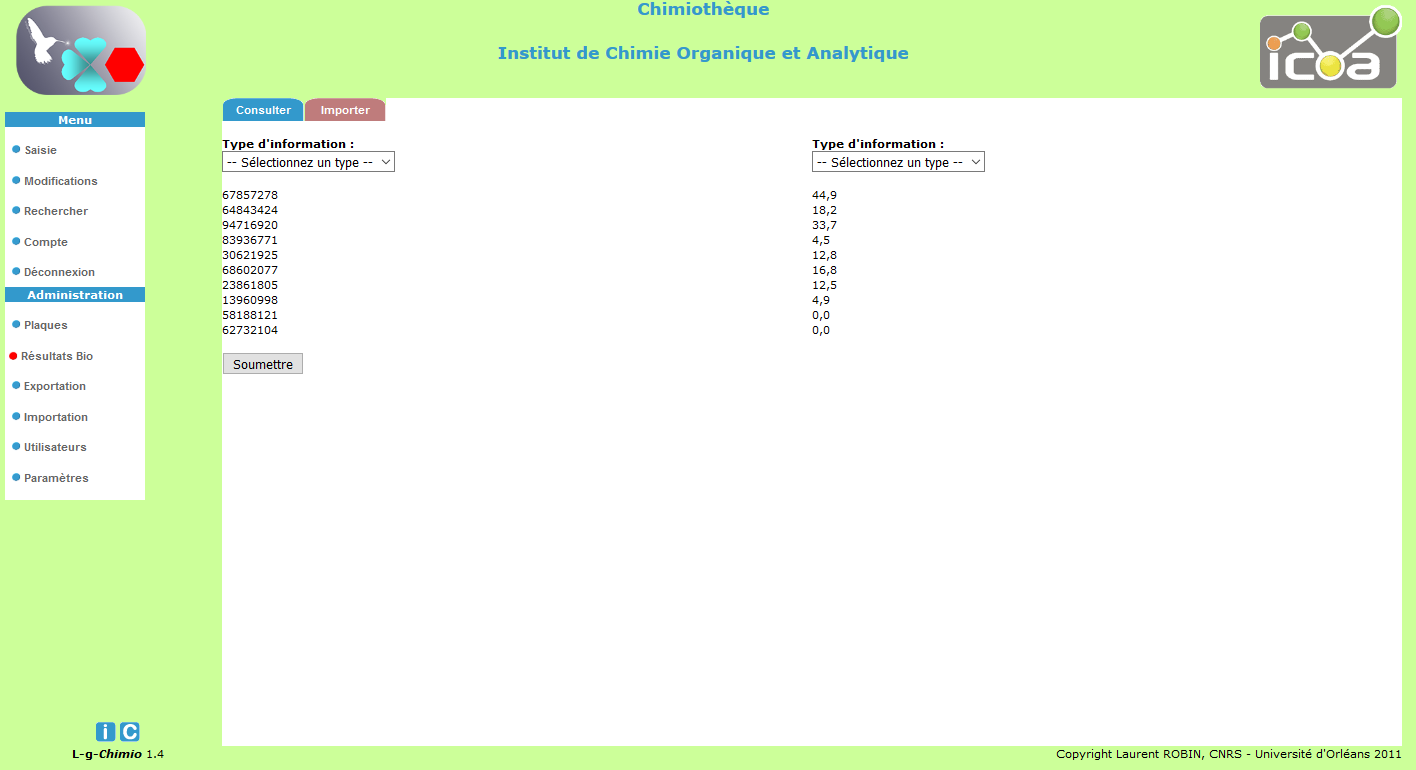 Chimiothèque
Institut de Chimie Organique et Analytique
icoa
Menu
Saisie
Modifications
Rechercher
Compte
Déconnexion
Administration
Plaques
Résultats Bio
Exportation
Importation
Utilisateurs
Paramètres
Consulter Importer
Type d'information : Type d'information :
-- Sélectionnez un type -- -- Sélectionnez un type --
67857278 44,9
64843424 18,2
94716920 33,7
83936771 4,5
30621925 12,8
68602077 16,8
23861805 12,5
13960998 4,9
58188121 0,0
62732104 0,0
Soumettre
i C
L-g-Chimio 1.4
Copyright Laurent ROBIN, CNRS - Université d'Orléans 2011